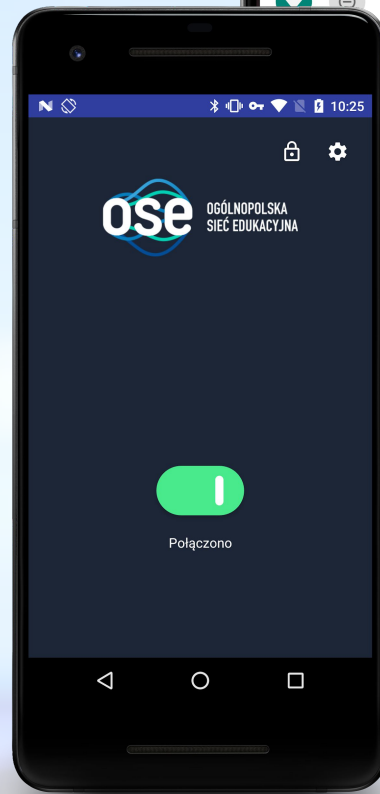 10:25
ose
OGÓLNOPOLSKA
SIEĆ EDUKACYJNA
Połączono